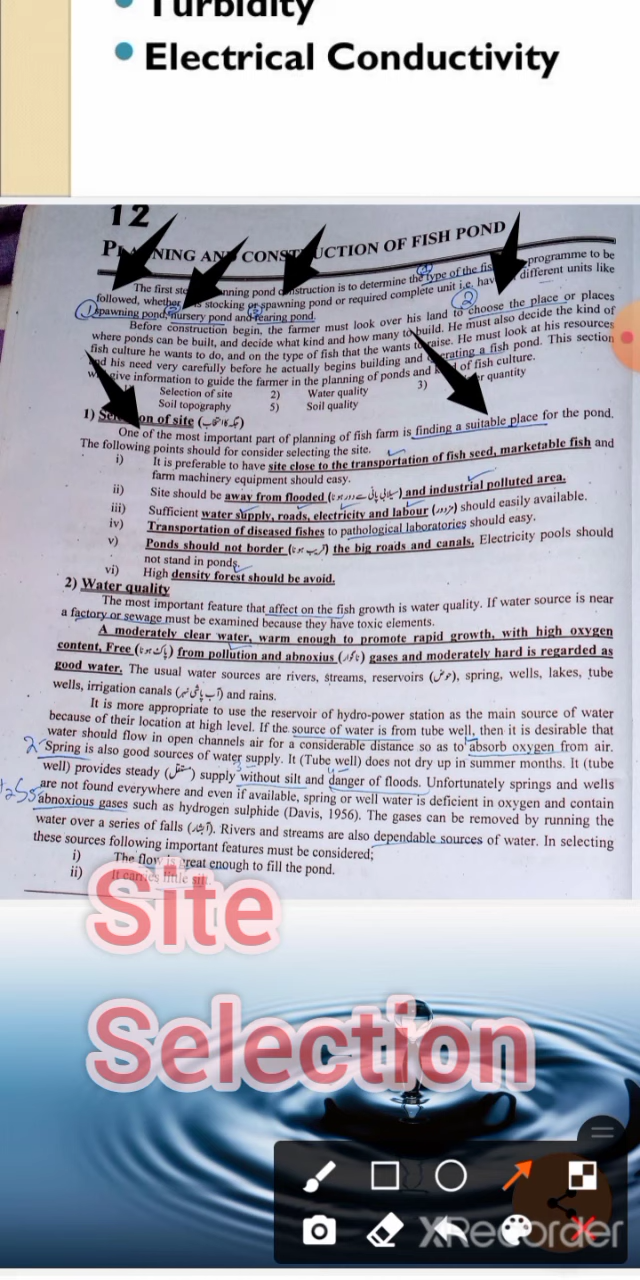 Turbidity
Electrical Conductivity
12
CONSTRUCTION OF FISH POND
The first construction is to determine the type of the programme to be
followed, whether stocking or spawning pond or required complete unit i.e. different units like
spawning pond, nursery pond and rearing pond.
Before construction begin, the farmer must look over his land to choose the place or places
where ponds can be built, and decide what kind and how many to build. He must also decide the kind of
fish culture he wants to do, and on the type of fish that the wants raise. He must look at his resources
and his need very carefully before he actually begins building and operating a fish pond. This section
give information to guide the farmer in the planning of ponds and of fish culture.
Selection of site 2) Water quality 3) quantity
Soil topography 5) Soil quality
1) Selection of site
One of the most important part of planning of fish farm is finding a suitable place for the pond.
The following points should for consider selecting the site.
i) It is preferable to have site close to the transportation of fish seed, marketable fish and
farm machinery equipment should easy.
ii) Site should be away from flooded (سیلابی پانی سے دور ہونا) and industrial polluted area.
iii) Sufficient water supply, roads, electricity and labour (مزدور) should easily available.
iv) Transportation of diseased fishes to pathological laboratories should easy.
v) Ponds should not border (قریب ہونا) the big roads and canals. Electricity pools should
not stand in ponds.
vi) High density forest should be avoid.
2) Water quality
The most important feature that affect on the fish growth is water quality. If water source is near
a factory or sewage must be examined because they have toxic elements.
A moderately clear water, warm enough to promote rapid growth, with high oxygen
content, Free (پاک ہونا) from pollution and abnoxius (ناگوار) gases and moderately hard is regarded as
good water. The usual water sources are rivers, streams, reservoirs (حوض), spring, wells, lakes, tube
wells, irrigation canals (آب پاشی نہر) and rains.
It is more appropriate to use the reservoir of hydro-power station as the main source of water
because of their location at high level. If the source of water is from tube well, then it is desirable that
water should flow in open channels air for a considerable distance so as to absorb oxygen from air.
Spring is also good sources of water supply. It (Tube well) does not dry up in summer months. It (tube
well) provides steady (مستقل) supply without silt and danger of floods. Unfortunately springs and wells
are not found everywhere and even if available, spring or well water is deficient in oxygen and contain
abnoxious gases such as hydrogen sulphide (Davis, 1956). The gases can be removed by running the
water over a series of falls (آبشار). Rivers and streams are also dependable sources of water. In selecting
these sources following important features must be considered;
i) The flow is great enough to fill the pond.
ii) It carries little silt.
Site
Selection
XRecorder